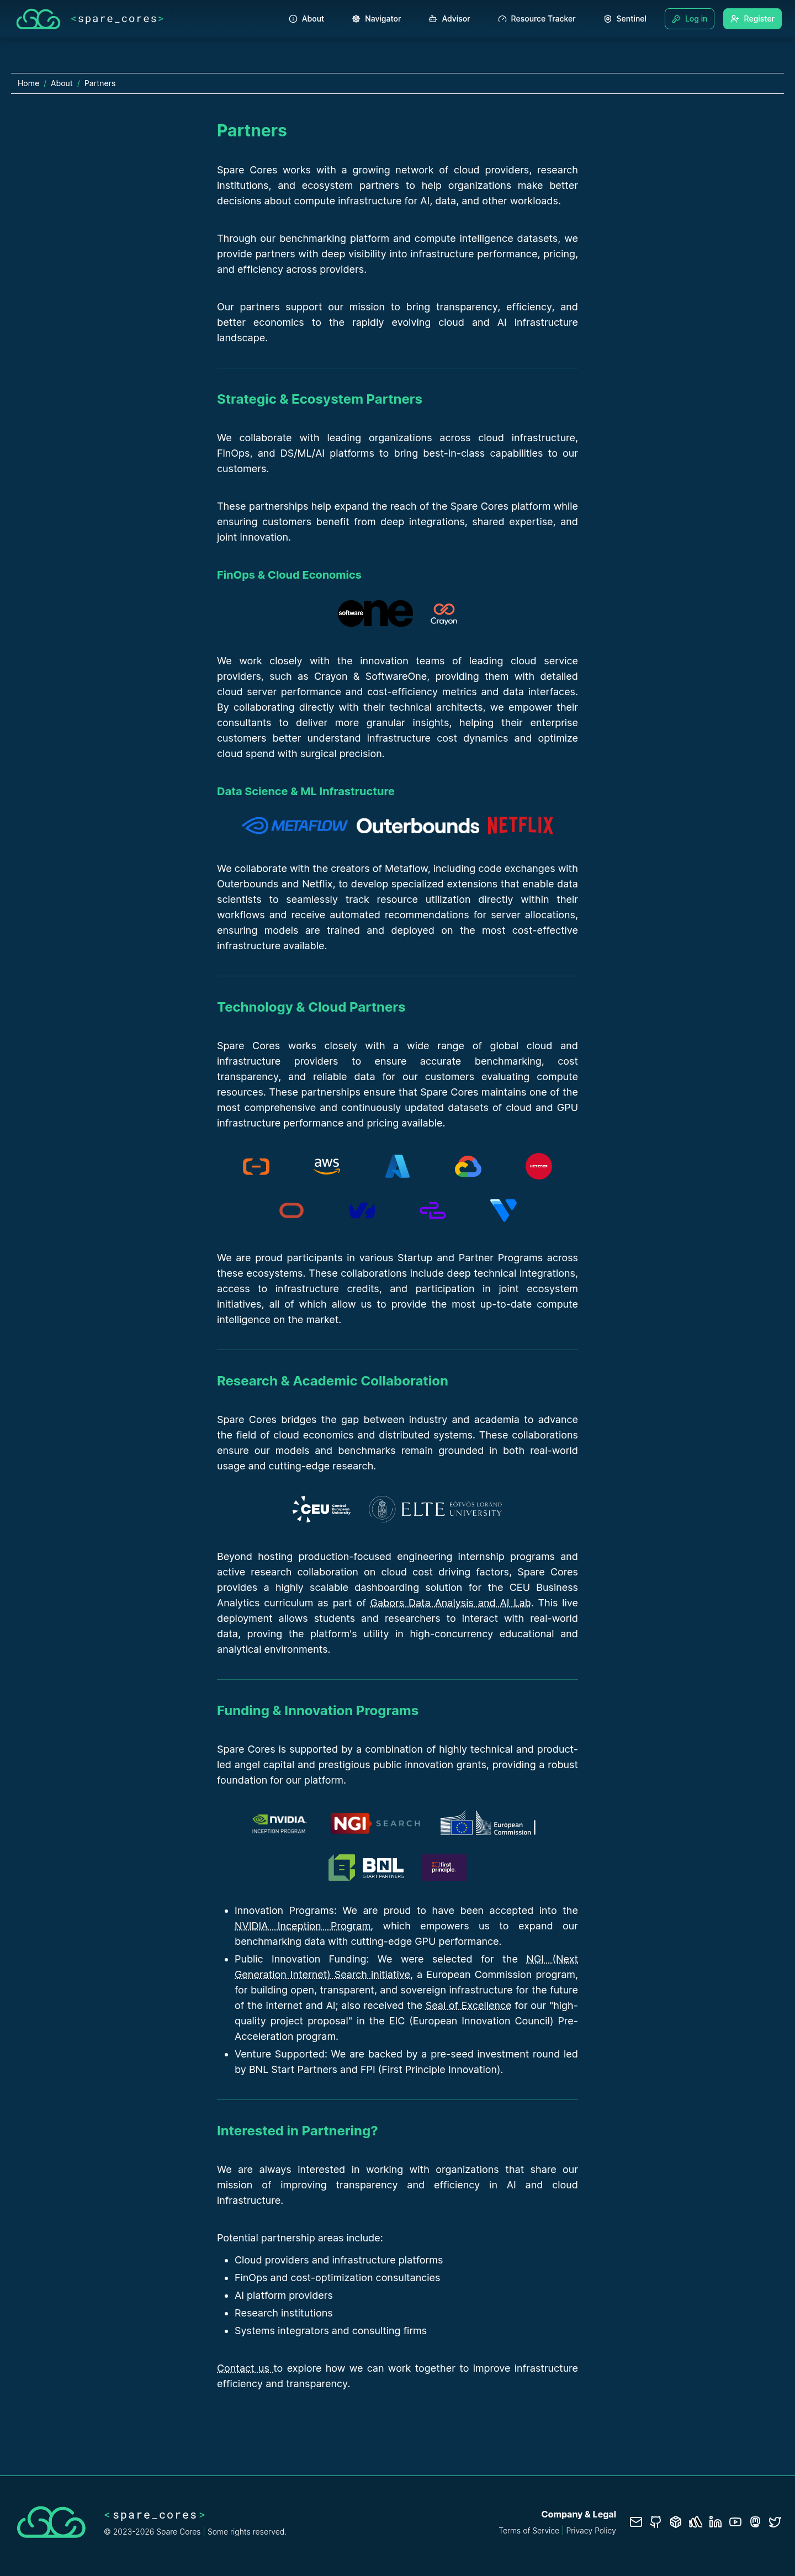 <spare_cores>
About
Navigator
Advisor
Resource Tracker
Sentinel
Log in
Register
Home / About / Partners
Partners
Spare Cores works with a growing network of cloud providers, research
institutions, and ecosystem partners to help organizations make better
decisions about compute infrastructure for AI, data, and other workloads.
Through our benchmarking platform and compute intelligence datasets, we
provide partners with deep visibility into infrastructure performance, pricing,
and efficiency across providers.
Our partners support our mission to bring transparency, efficiency, and
better economics to the rapidly evolving cloud and AI infrastructure
landscape.
Strategic & Ecosystem Partners
We collaborate with leading organizations across cloud infrastructure,
FinOps, and DS/ML/AI platforms to bring best-in-class capabilities to our
customers.
These partnerships help expand the reach of the Spare Cores platform while
ensuring customers benefit from deep integrations, shared expertise, and
joint innovation.
FinOps & Cloud Economics
software one
Crayon
We work closely with the innovation teams of leading cloud service
providers, such as Crayon & SoftwareOne, providing them with detailed
cloud server performance and cost-efficiency metrics and data interfaces.
By collaborating directly with their technical architects, we empower their
consultants to deliver more granular insights, helping their enterprise
customers better understand infrastructure cost dynamics and optimize
cloud spend with surgical precision.
Data Science & ML Infrastructure
METAFLOW Outerbounds NETFLIX
We collaborate with the creators of Metaflow, including code exchanges with
Outerbounds and Netflix, to develop specialized extensions that enable data
scientists to seamlessly track resource utilization directly within their
workflows and receive automated recommendations for server allocations,
ensuring models are trained and deployed on the most cost-effective
infrastructure available.
Technology & Cloud Partners
Spare Cores works closely with a wide range of global cloud and
infrastructure providers to ensure accurate benchmarking, cost
transparency, and reliable data for our customers evaluating compute
resources. These partnerships ensure that Spare Cores maintains one of the
most comprehensive and continuously updated datasets of cloud and GPU
infrastructure performance and pricing available.
aws
HETZNER
We are proud participants in various Startup and Partner Programs across
these ecosystems. These collaborations include deep technical integrations,
access to infrastructure credits, and participation in joint ecosystem
initiatives, all of which allow us to provide the most up-to-date compute
intelligence on the market.
Research & Academic Collaboration
Spare Cores bridges the gap between industry and academia to advance
the field of cloud economics and distributed systems. These collaborations
ensure our models and benchmarks remain grounded in both real-world
usage and cutting-edge research.
CEU Central European University
ELTE EÖTVÖS LORÁND UNIVERSITY
Beyond hosting production-focused engineering internship programs and
active research collaboration on cloud cost driving factors, Spare Cores
provides a highly scalable dashboarding solution for the CEU Business
Analytics curriculum as part of Gabors Data Analysis and AI Lab. This live
deployment allows students and researchers to interact with real-world
data, proving the platform's utility in high-concurrency educational and
analytical environments.
Funding & Innovation Programs
Spare Cores is supported by a combination of highly technical and product-
led angel capital and prestigious public innovation grants, providing a robust
foundation for our platform.
NVIDIA.
INCEPTION PROGRAM
NGI SEARCH
European
Commission
BNL
START PARTNERS
first
principle.
• Innovation Programs: We are proud to have been accepted into the
NVIDIA Inception Program, which empowers us to expand our
benchmarking data with cutting-edge GPU performance.
• Public Innovation Funding: We were selected for the NGI (Next
Generation Internet) Search initiative, a European Commission program,
for building open, transparent, and sovereign infrastructure for the future
of the internet and AI; also received the Seal of Excellence for our "high-
quality project proposal" in the EIC (European Innovation Council) Pre-
Acceleration program.
• Venture Supported: We are backed by a pre-seed investment round led
by BNL Start Partners and FPI (First Principle Innovation).
Interested in Partnering?
We are always interested in working with organizations that share our
mission of improving transparency and efficiency in AI and cloud
infrastructure.
Potential partnership areas include:
• Cloud providers and infrastructure platforms
• FinOps and cost-optimization consultancies
• AI platform providers
• Research institutions
• Systems integrators and consulting firms
Contact us to explore how we can work together to improve infrastructure
efficiency and transparency.
<spare_cores>
© 2023-2026 Spare Cores | Some rights reserved.
Company & Legal
Terms of Service | Privacy Policy